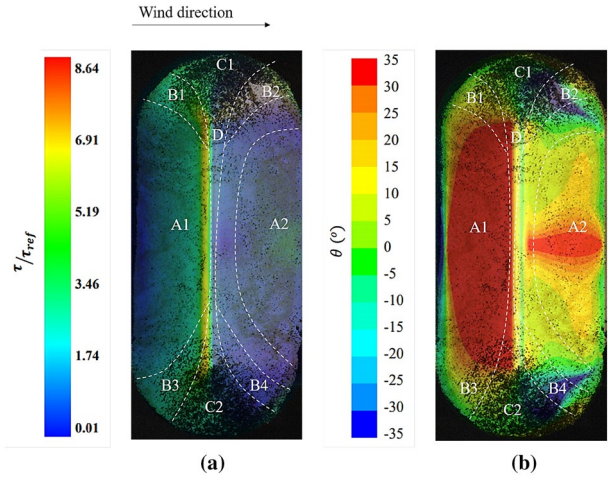 Wind direction
8.64
6.91
5.19
3.46
1.74
0.01
τ/τref
C1
B1
B2
D
A1
A2
B3
B4
C2
(a)
35
30
25
20
15
10
5
0
-5
-10
-15
-20
-25
-30
-35
θ (°)
C1
B1
B2
D
A1
A2
B3
B4
C2
(b)